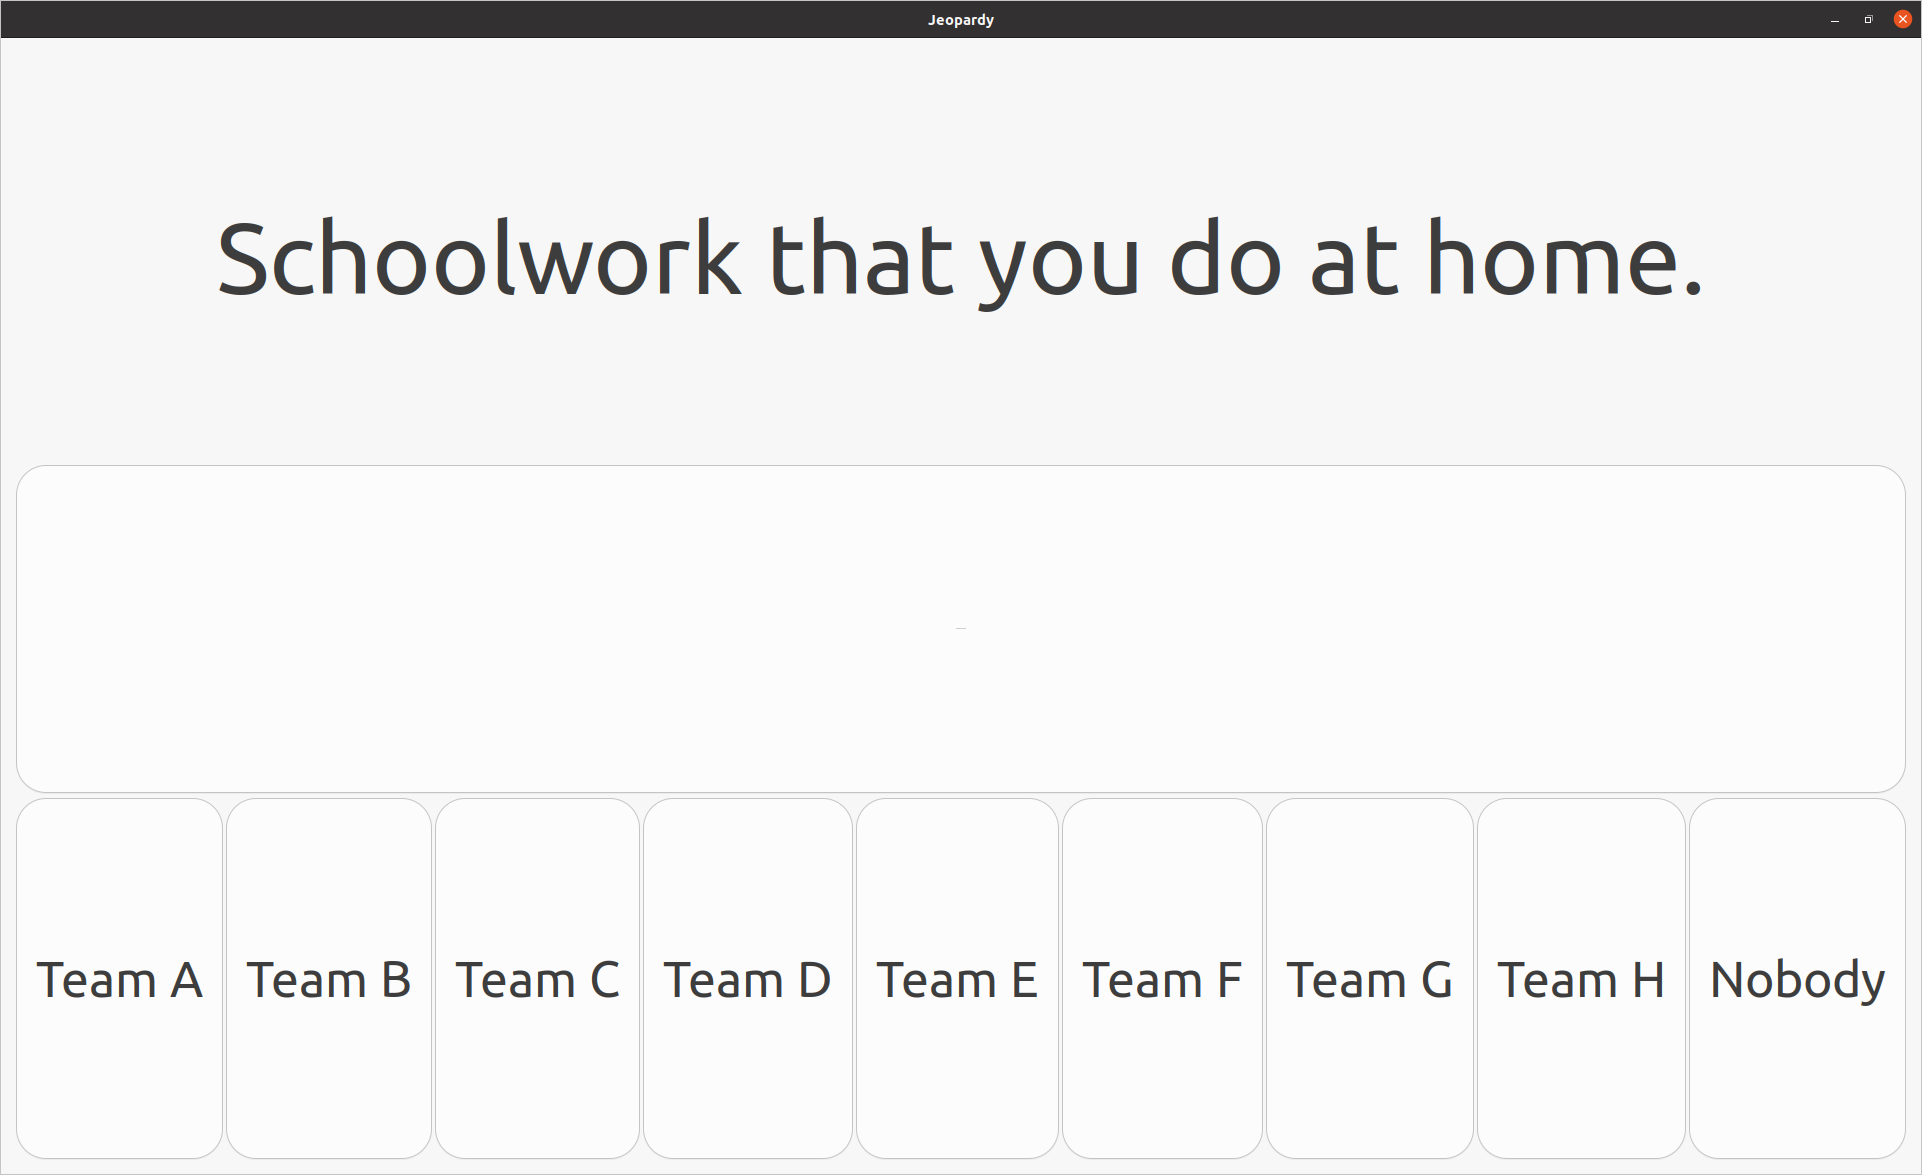 Jeopardy
Schoolwork that you do at home.
Team A
Team B
Team C
Team D
Team E
Team F
Team G
Team H
Nobody